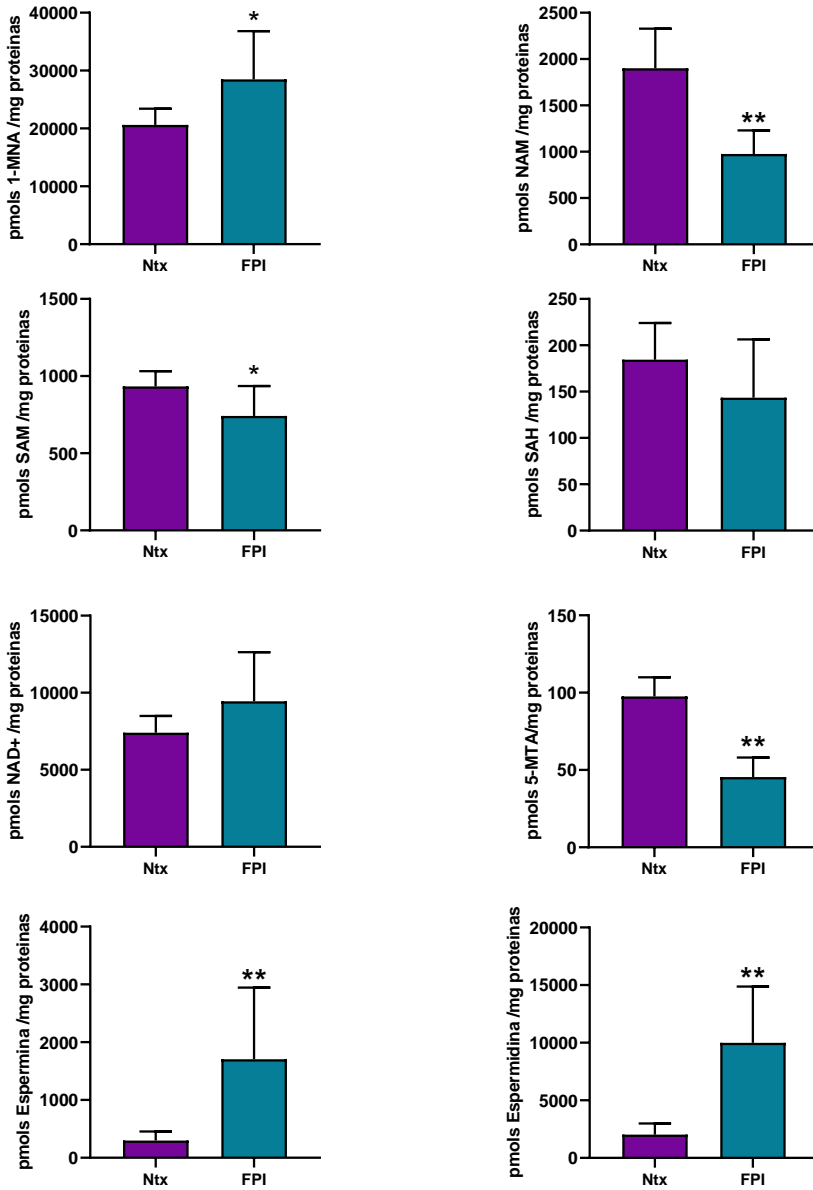 pmols 1-MNA /mg proteinas
40000
30000
20000
10000
0
*
Ntx
FPI
pmols NAM /mg proteinas
2500
2000
1500
1000
500
0
**
Ntx
FPI
pmols SAM /mg proteinas
1500
1000
500
0
*
Ntx
FPI
pmols SAH /mg proteinas
250
200
150
100
50
0
Ntx
FPI
pmols NAD+ /mg proteinas
15000
10000
5000
0
Ntx
FPI
pmols 5-MTA/mg proteinas
150
100
50
0
**
Ntx
FPI
pmols Espermina /mg proteinas
4000
3000
2000
1000
0
**
Ntx
FPI
pmols Espermidina /mg proteinas
20000
15000
10000
5000
0
**
Ntx
FPI